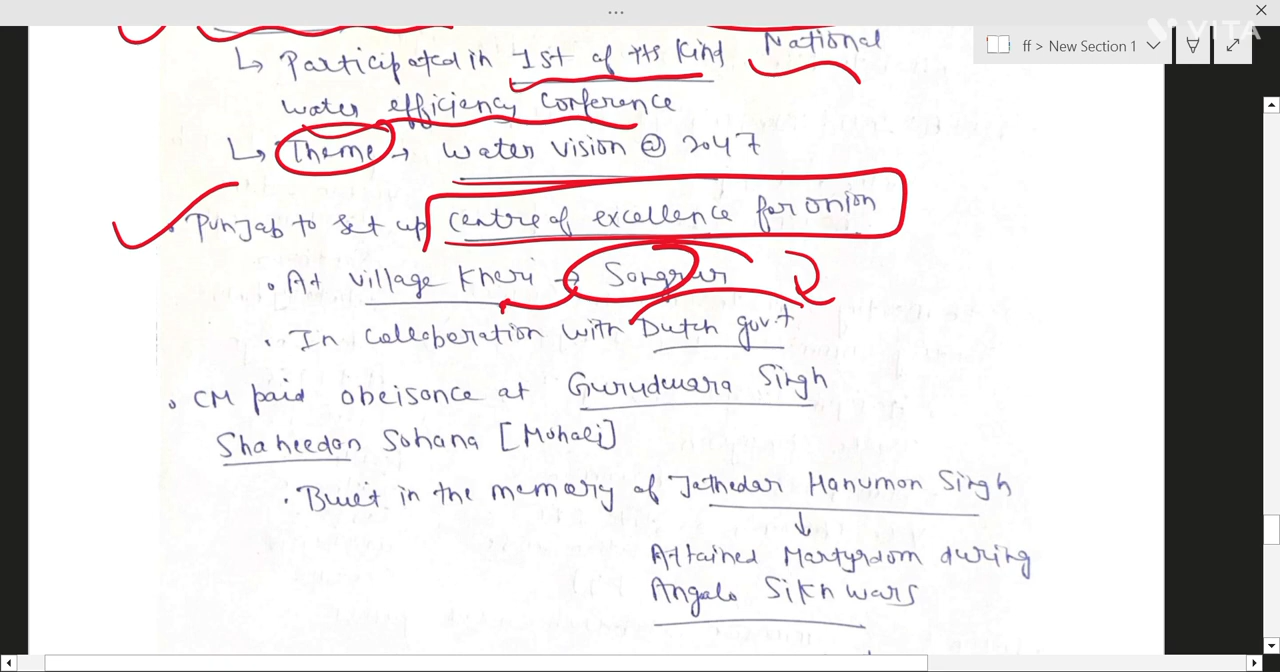 ...
VITA
ff > New Section 1
↳ Participated in 1st of its kind National
water efficiency conference
↳ Theme → water vision @ 2047
• Punjab to set up centre of excellence for onion
• At village Kheri → Sangrur
• In collaboration with Dutch gov.t
• CM paid obeisance at Gurudwara Singh
Shaheedan Sohana [Mohali]
• Built in the memory of Jathedar Hanuman Singh
↓
Attained Martyrdom during
Angalo Sikh wars